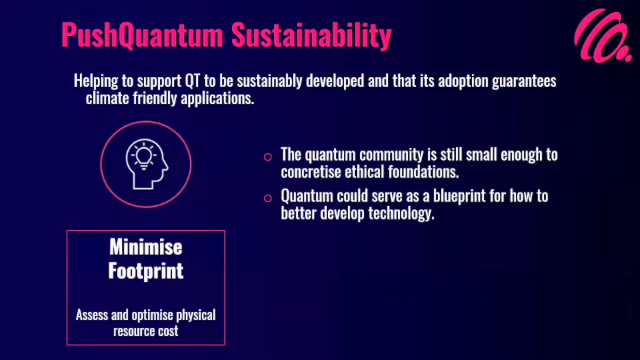 PushQuantum Sustainability
Helping to support QT to be sustainably developed and that its adoption guarantees
climate friendly applications.
The quantum community is still small enough to
concretise ethical foundations.
Quantum could serve as a blueprint for how to
better develop technology.
Minimise
Footprint
Assess and optimise physical
resource cost